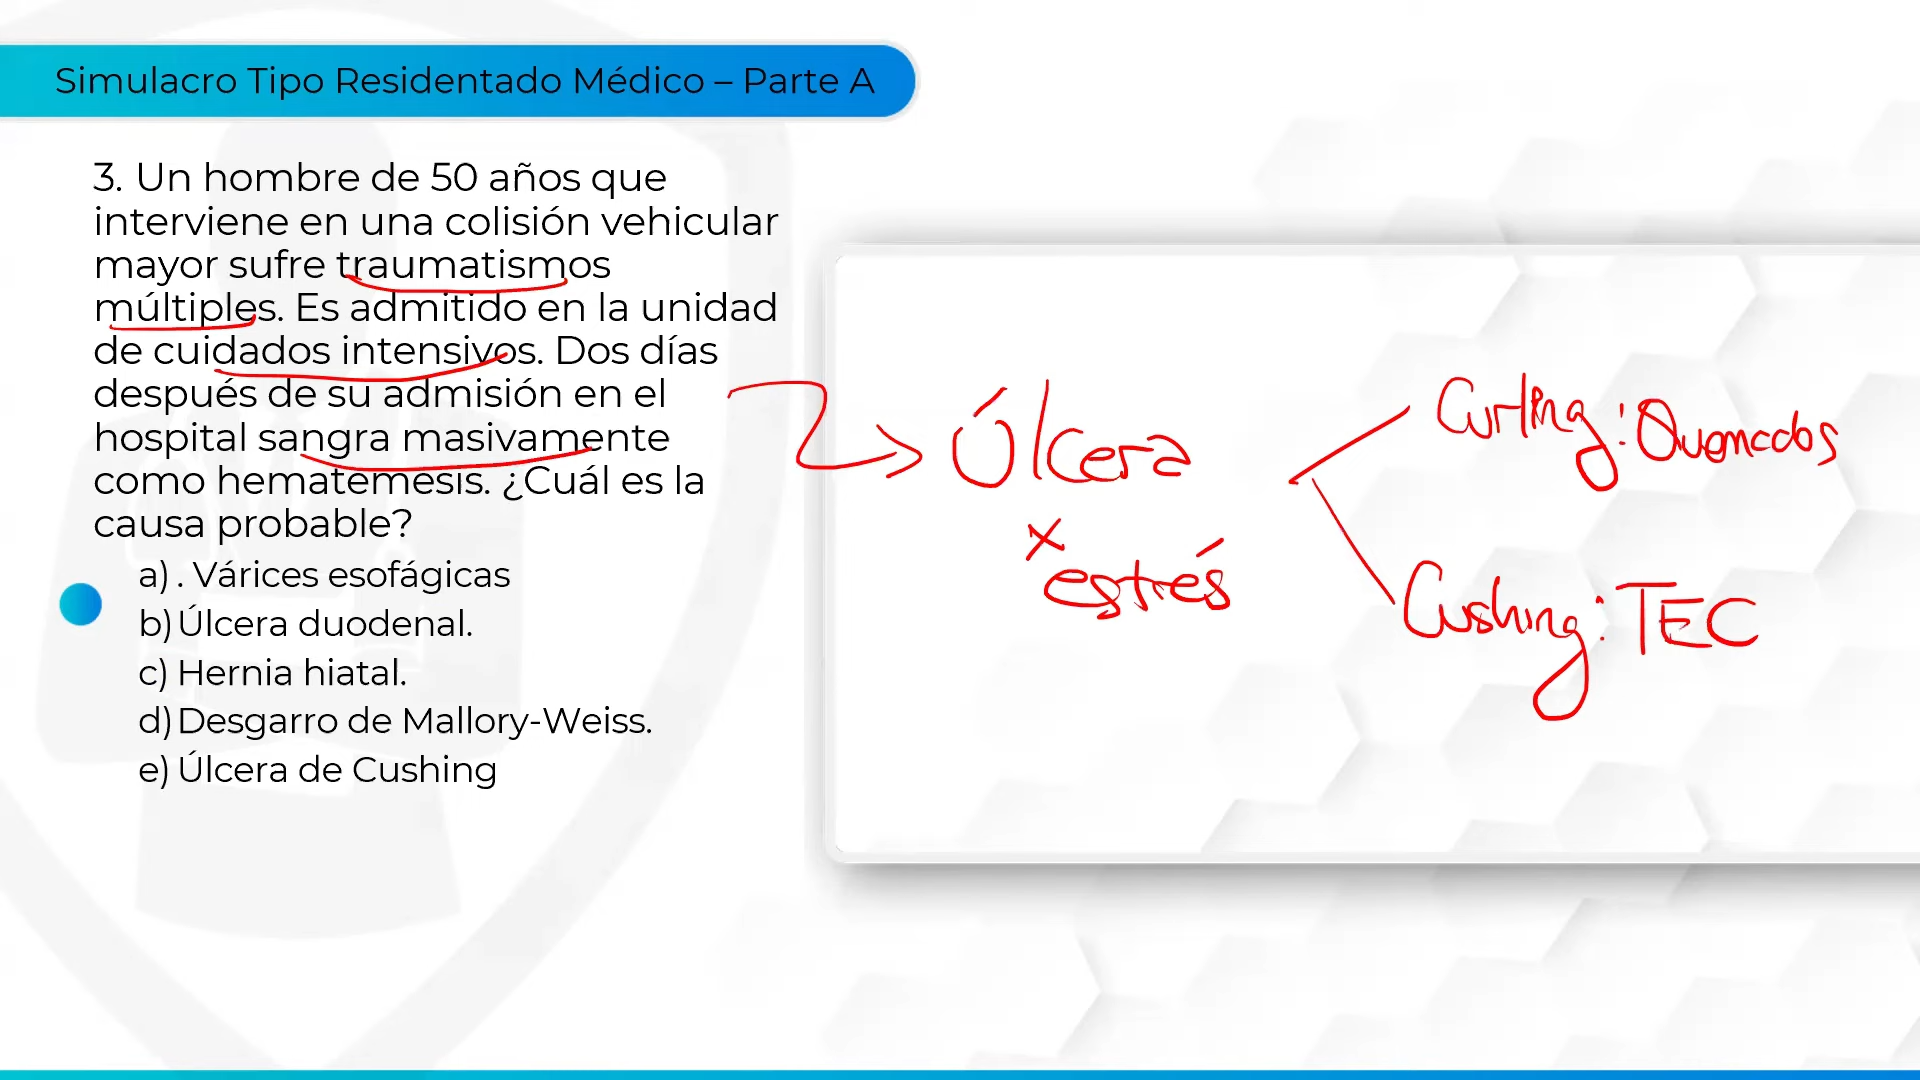 Simulacro Tipo Residentado Médico – Parte A
3. Un hombre de 50 años que
interviene en una colisión vehicular
mayor sufre traumatismos
múltiples. Es admitido en la unidad
de cuidados intensivos. Dos días
después de su admisión en el
hospital sangra masivamente
como hematemesis. ¿Cuál es la
causa probable?
a) . Várices esofágicas
b) Úlcera duodenal.
c) Hernia hiatal.
d) Desgarro de Mallory-Weiss.
e) Úlcera de Cushing
Úlcera
x
estrés
Curling: Quemados
Cushing: TEC